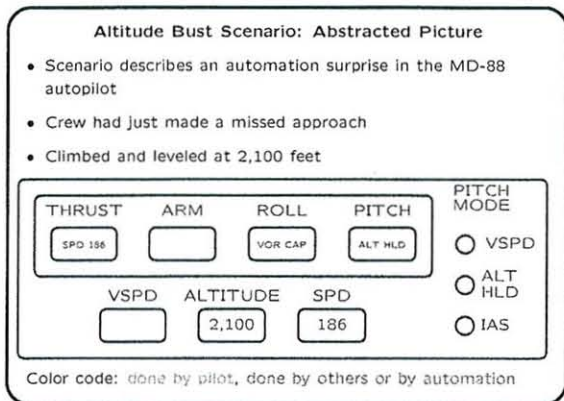 Altitude Bust Scenario: Abstracted Picture
• Scenario describes an automation surprise in the MD-88
autopilot
• Crew had just made a missed approach
• Climbed and leveled at 2,100 feet
THRUST ARM ROLL PITCH
SPD 186 VOR CAP ALT HLD
VSPD ALTITUDE SPD
2,100 186
PITCH
MODE
VSPD
ALT
HLD
IAS
Color code: done by pilot, done by others or by automation